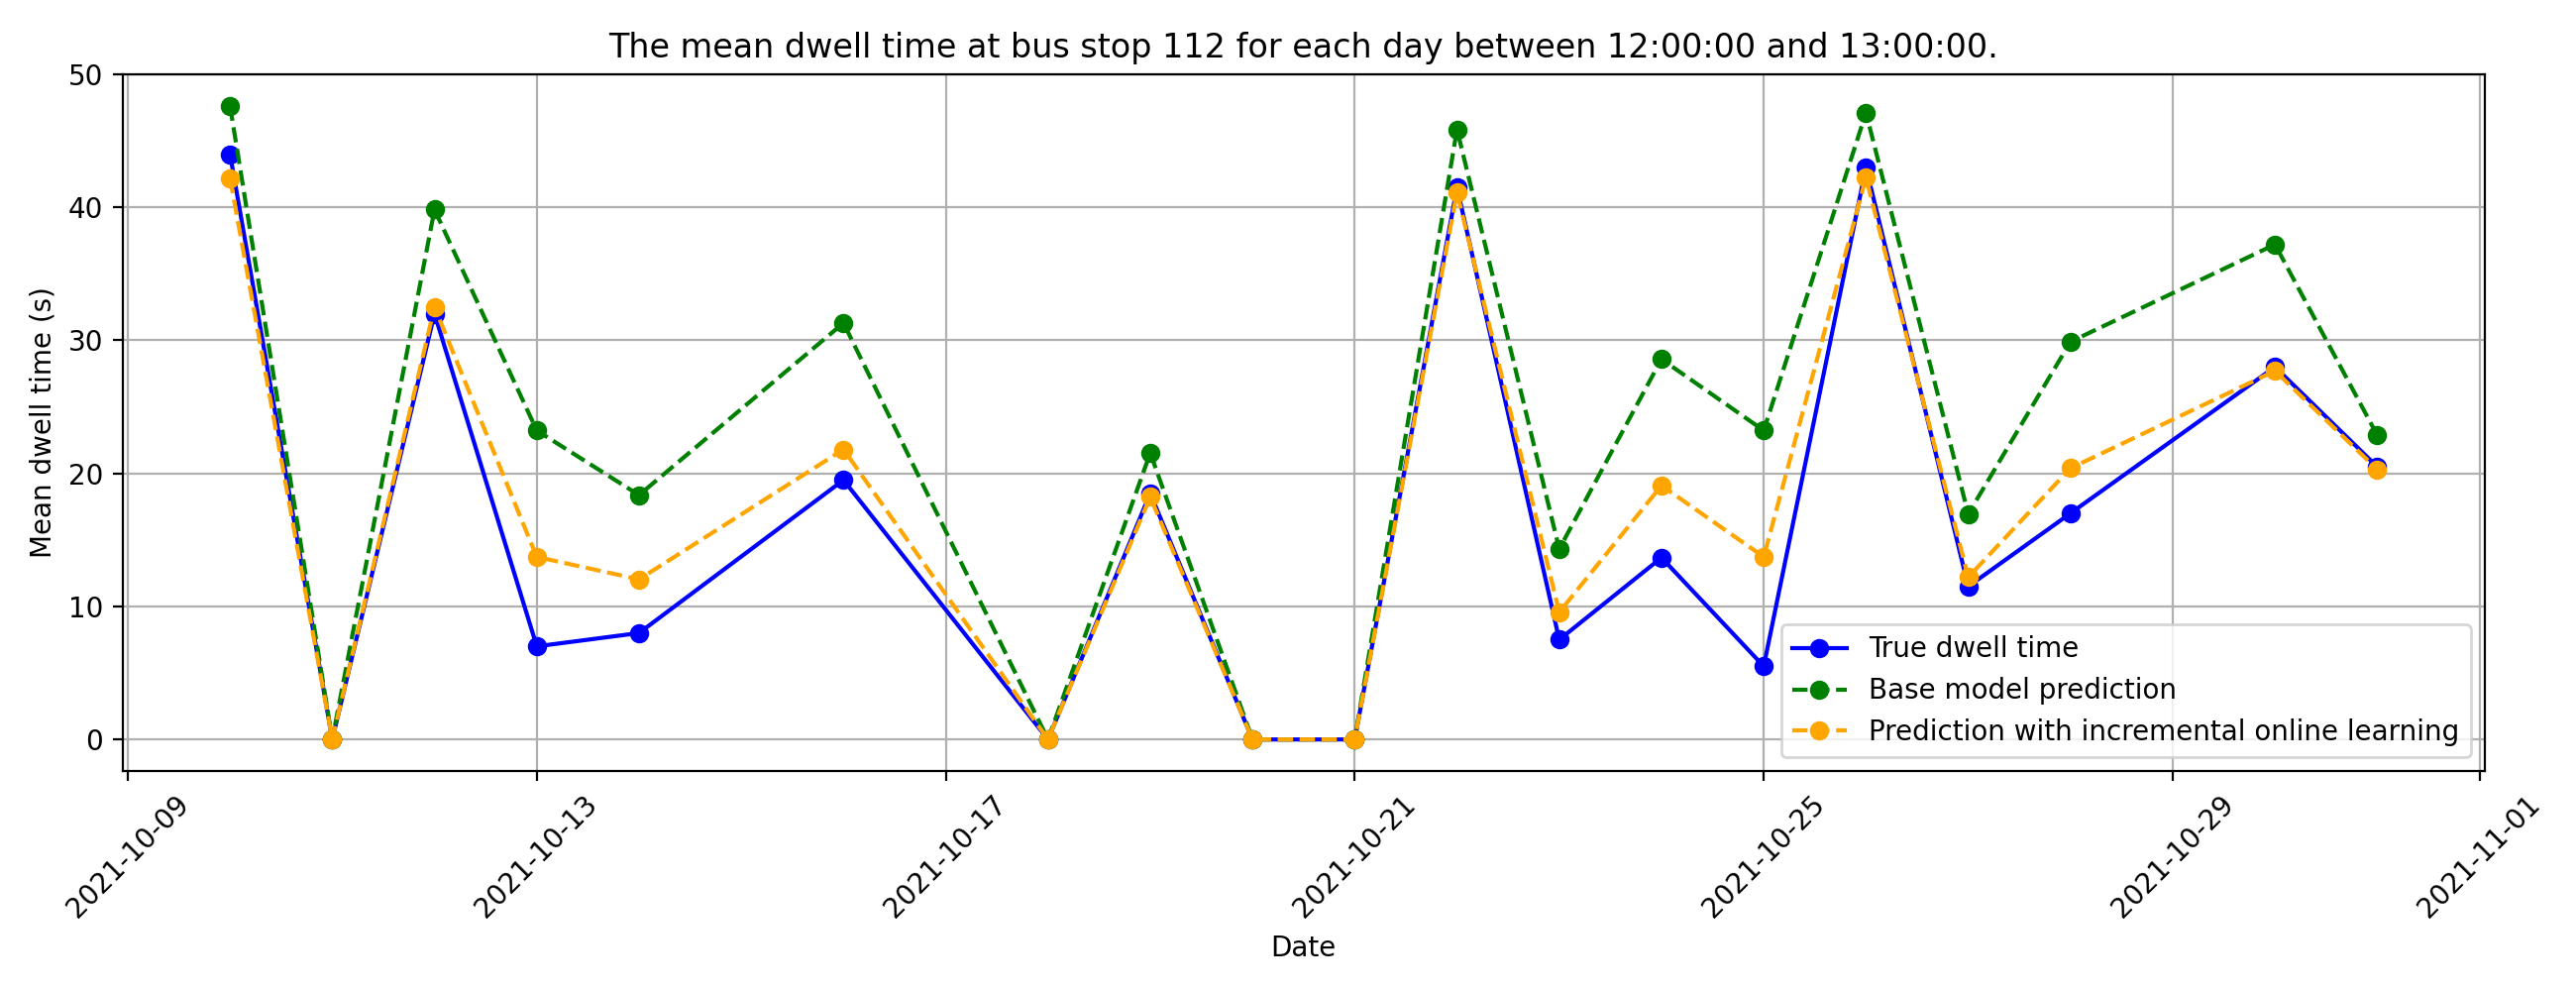 The mean dwell time at bus stop 112 for each day between 12:00:00 and 13:00:00.
50
40
30
20
10
0
Mean dwell time (s)
True dwell time
Base model prediction
Prediction with incremental online learning
2021-10-09
2021-10-13
2021-10-17
2021-10-21
2021-10-25
2021-10-29
2021-11-01
Date